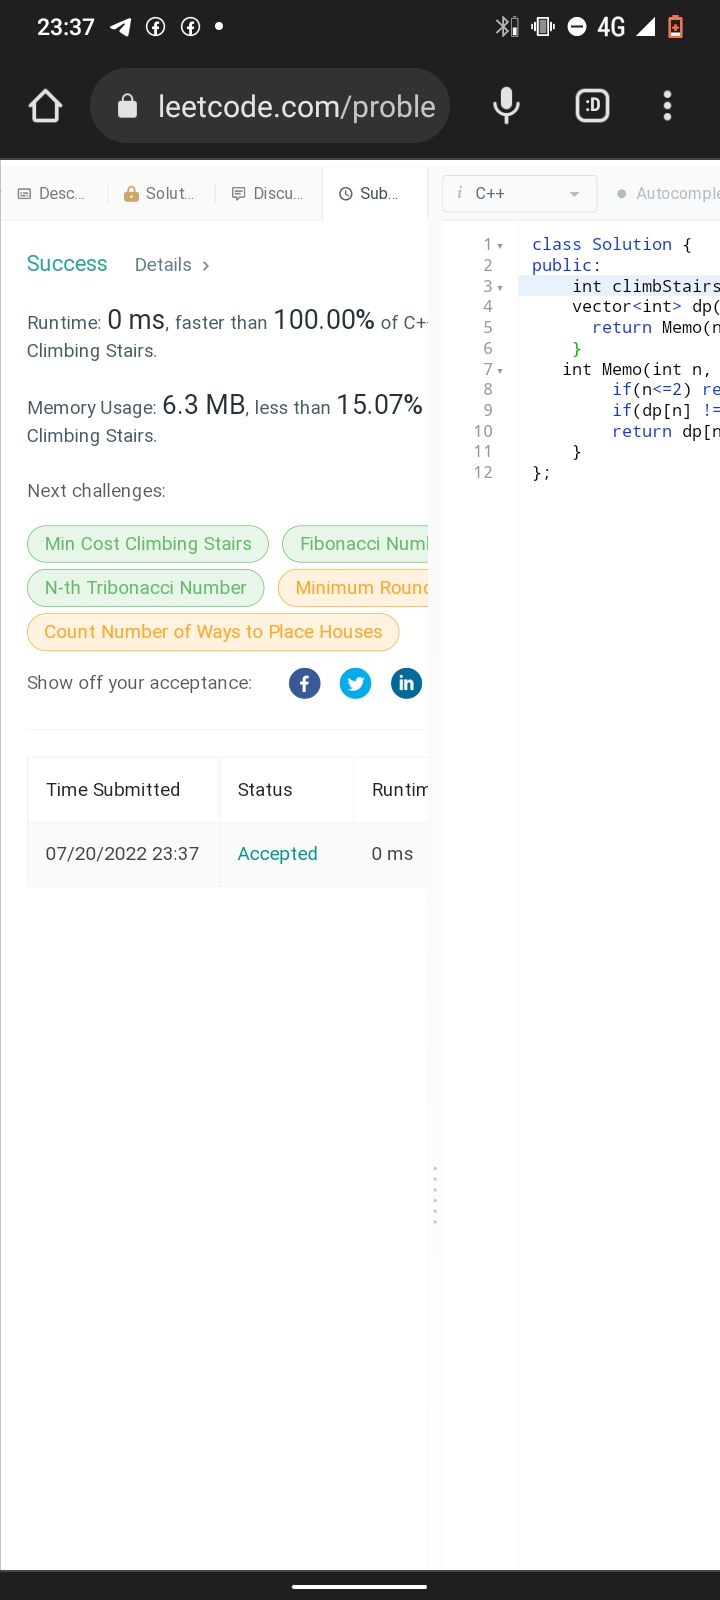 23:37
4G
leetcode.com/proble
:D
Desc...
Solut...
Discu...
Sub...
i C++
Autocomple
Success Details >
Runtime: 0 ms, faster than 100.00% of C+
Climbing Stairs.
Memory Usage: 6.3 MB, less than 15.07%
Climbing Stairs.
Next challenges:
Min Cost Climbing Stairs
Fibonacci Num
N-th Tribonacci Number
Minimum Roun
Count Number of Ways to Place Houses
Show off your acceptance:
f
in
Time Submitted Status Runtim
07/20/2022 23:37 Accepted 0 ms
1 class Solution {
2 public:
3 int climbStairs
4 vector<int> dp(
5 return Memo(n
6 }
7 int Memo(int n,
8 if(n<=2) re
9 if(dp[n] !=
10 return dp[n
11 }
12 };